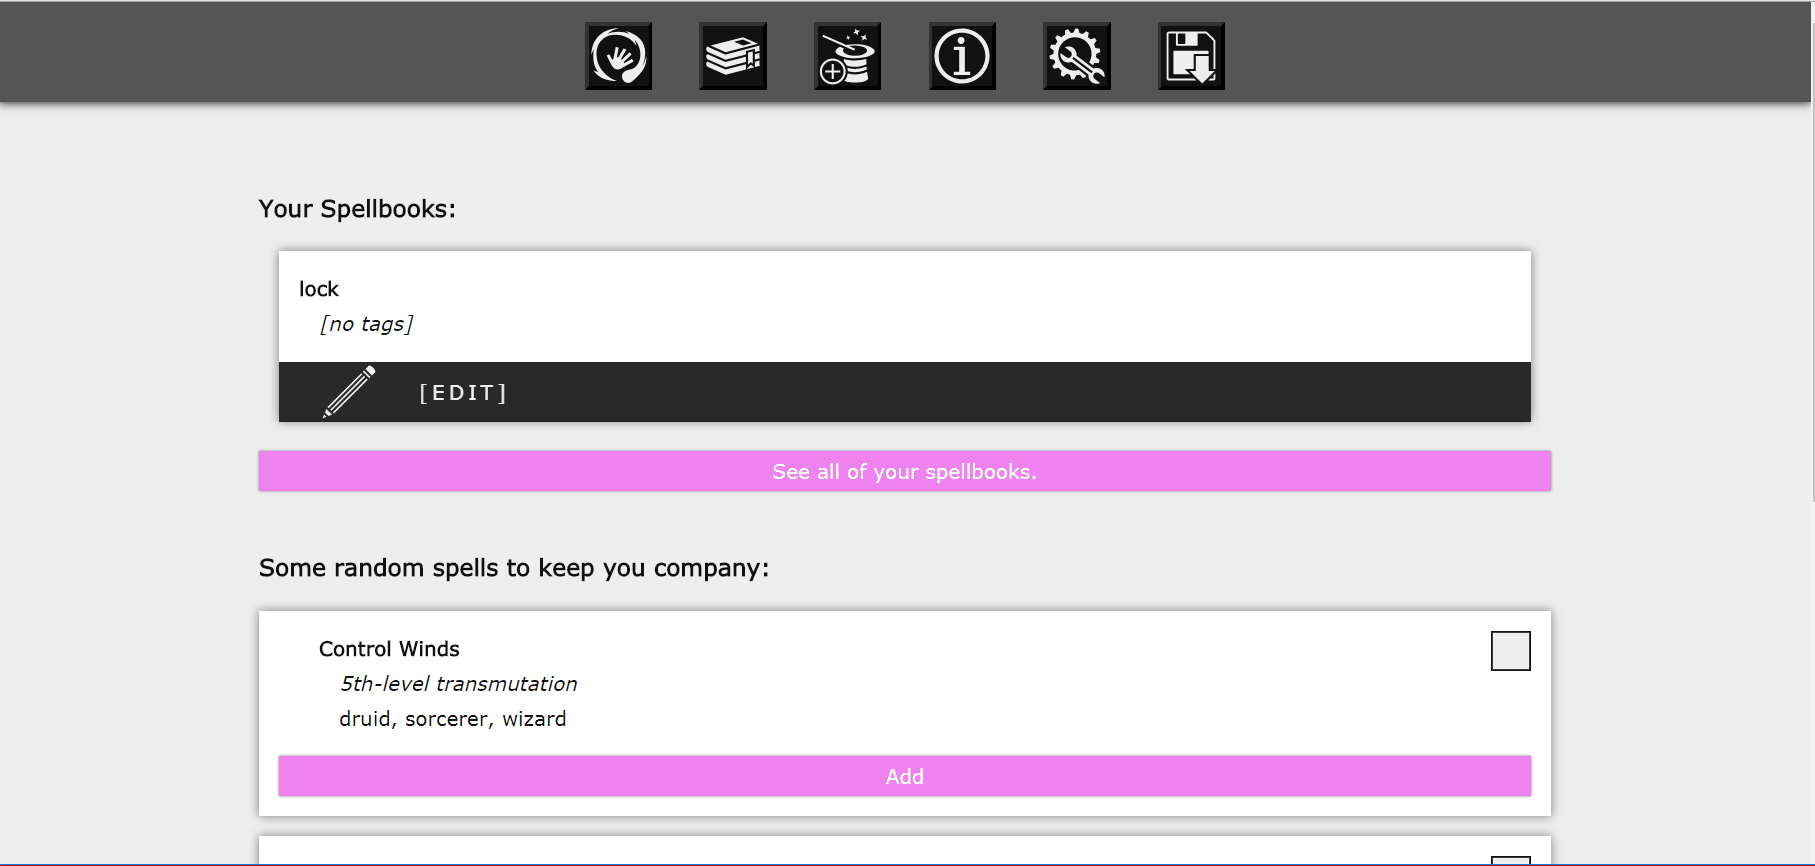 Your Spellbooks:
lock
[no tags]
[EDIT]
See all of your spellbooks.
Some random spells to keep you company:
Control Winds
5th-level transmutation
druid, sorcerer, wizard
Add